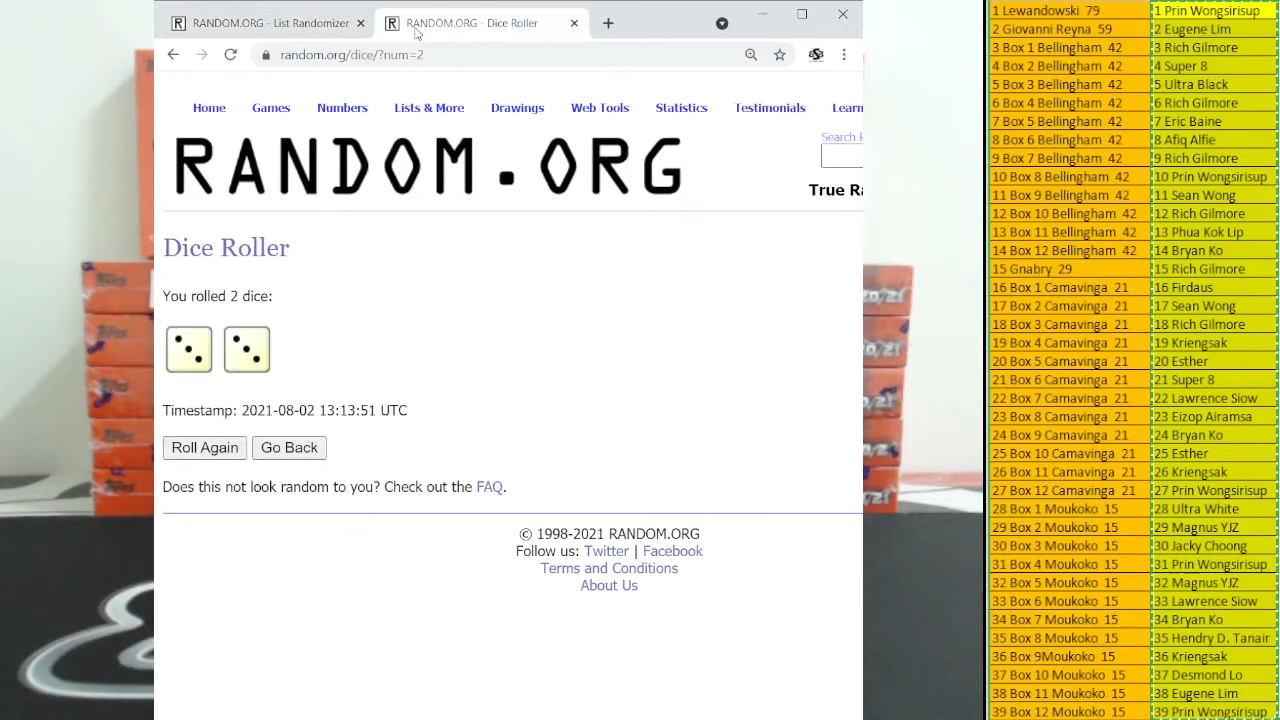 RANDOM.ORG - List Randomizer
RANDOM.ORG - Dice Roller
random.org/dice/?num=2
Home Games Numbers Lists & More Drawings Web Tools Statistics Testimonials Learn
RANDOM.ORG
Search
True
Dice Roller
You rolled 2 dice:
Timestamp: 2021-08-02 13:13:51 UTC
Roll Again Go Back
Does this not look random to you? Check out the FAQ.
© 1998-2021 RANDOM.ORG
Follow us: Twitter | Facebook
Terms and Conditions
About Us
1 Lewandowski 79 1 Prin Wongsirisup
2 Giovanni Reyna 59 2 Eugene Lim
3 Box 1 Bellingham 42 3 Rich Gilmore
4 Box 2 Bellingham 42 4 Super 8
5 Box 3 Bellingham 42 5 Ultra Black
6 Box 4 Bellingham 42 6 Rich Gilmore
7 Box 5 Bellingham 42 7 Eric Baine
8 Box 6 Bellingham 42 8 Afiq Alfie
9 Box 7 Bellingham 42 9 Rich Gilmore
10 Box 8 Bellingham 42 10 Prin Wongsirisup
11 Box 9 Bellingham 42 11 Sean Wong
12 Box 10 Bellingham 42 12 Rich Gilmore
13 Box 11 Bellingham 42 13 Phua Kok Lip
14 Box 12 Bellingham 42 14 Bryan Ko
15 Gnabry 29 15 Rich Gilmore
16 Box 1 Camavinga 21 16 Firdaus
17 Box 2 Camavinga 21 17 Sean Wong
18 Box 3 Camavinga 21 18 Rich Gilmore
19 Box 4 Camavinga 21 19 Kriengsak
20 Box 5 Camavinga 21 20 Esther
21 Box 6 Camavinga 21 21 Super 8
22 Box 7 Camavinga 21 22 Lawrence Siow
23 Box 8 Camavinga 21 23 Eizop Airamsa
24 Box 9 Camavinga 21 24 Bryan Ko
25 Box 10 Camavinga 21 25 Esther
26 Box 11 Camavinga 21 26 Kriengsak
27 Box 12 Camavinga 21 27 Prin Wongsirisup
28 Box 1 Moukoko 15 28 Ultra White
29 Box 2 Moukoko 15 29 Magnus YJZ
30 Box 3 Moukoko 15 30 Jacky Choong
31 Box 4 Moukoko 15 31 Prin Wongsirisup
32 Box 5 Moukoko 15 32 Magnus YJZ
33 Box 6 Moukoko 15 33 Lawrence Siow
34 Box 7 Moukoko 15 34 Bryan Ko
35 Box 8 Moukoko 15 35 Hendry D. Tanair
36 Box 9Moukoko 15 36 Kriengsak
37 Box 10 Moukoko 15 37 Desmond Lo
38 Box 11 Moukoko 15 38 Eugene Lim
39 Box 12 Moukoko 15 39 Prin Wongsirisup